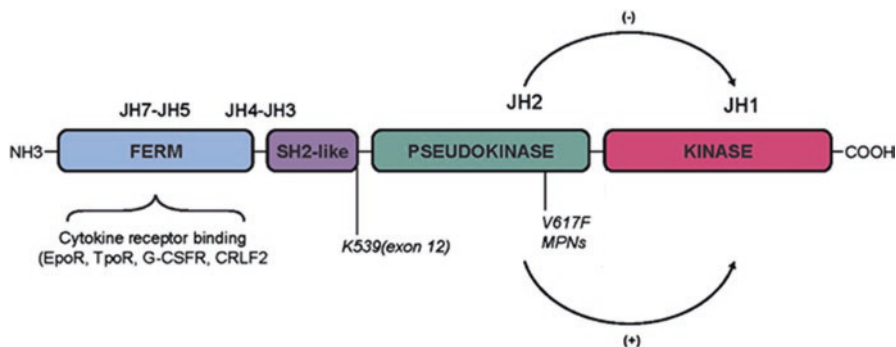 (-)
JH7-JH5
JH4-JH3
JH2
JH1
NH3
FERM
SH2-like
PSEUDOKINASE
KINASE
COOH
Cytokine receptor binding
(EpoR, TpoR, G-CSFR, CRLF2
K539(exon 12)
V617F
MPNs
(+)